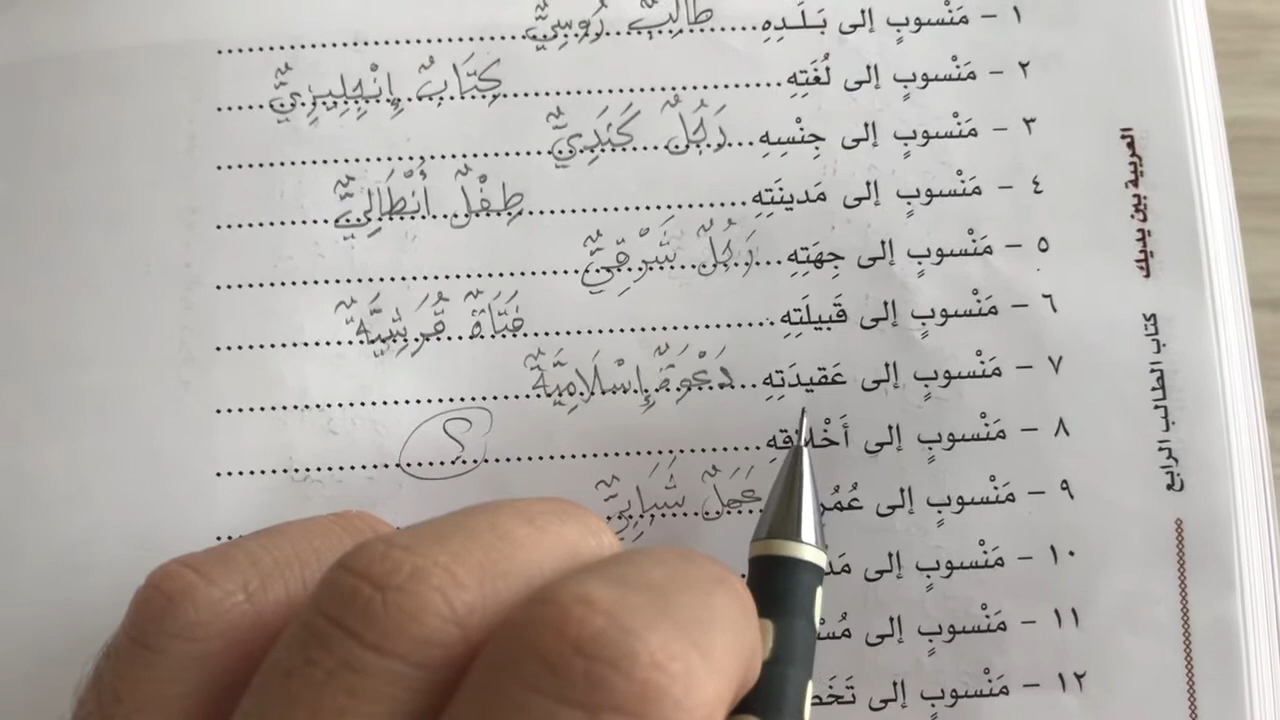 ١ - مَنْسوبٍ إلى بَـلَـدِهِ طَالِبٌ رُوسِيٌّ
٢ - مَنْسوبٍ إلى لُغَتِهِ كِتَابٌ إِنْجِلِيزِيٌّ
٣ - مَنْسوبٍ إلى جِنْسِهِ رَجُلٌ كَنَدِيٌّ
٤ - مَنْسوبٍ إلى مَدينَتِهِ طِفْلٌ أُنْطَالِيٌّ
٥ - مَنْسوبٍ إلى جِهَتِهِ رَجُلٌ شَرْقِيٌّ
٦ - مَنْسوبٍ إلى قَبيلَتِهِ فَتَاةٌ قُرَشِيَّةٌ
٧ - مَنْسوبٍ إلى عَقيدَتِهِ دَعْوَةٌ إِسْلَامِيَّةٌ
٨ - مَنْسوبٍ إلى أَخْلاقِهِ ؟
٩ - مَنْسوبٍ إلى عُمُرِ عَمَلٌ شَبَابِيٌّ
١٠ - مَنْسوبٍ إلى
١١ - مَنْسوبٍ إلى
١٢ - مَنْسوبٍ إلى
العربية بين يديك
كتاب الطالب الرابع